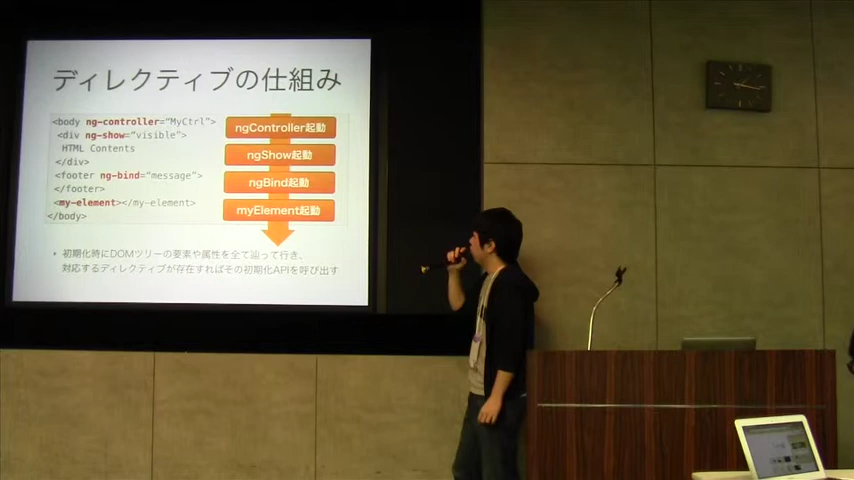 ディレクティブの仕組み
<body ng-controller="MyCtrl">
<div ng-show="visible">
HTML Contents
</div>
<footer ng-bind="message">
</footer>
<my-element></my-element>
</body>
ngController起動
ngShow起動
ngBind起動
myElement起動
・初期化時にDOMツリーの要素や属性を全て辿って行き、
対応するディレクティブが存在すればその初期化APIを呼び出す